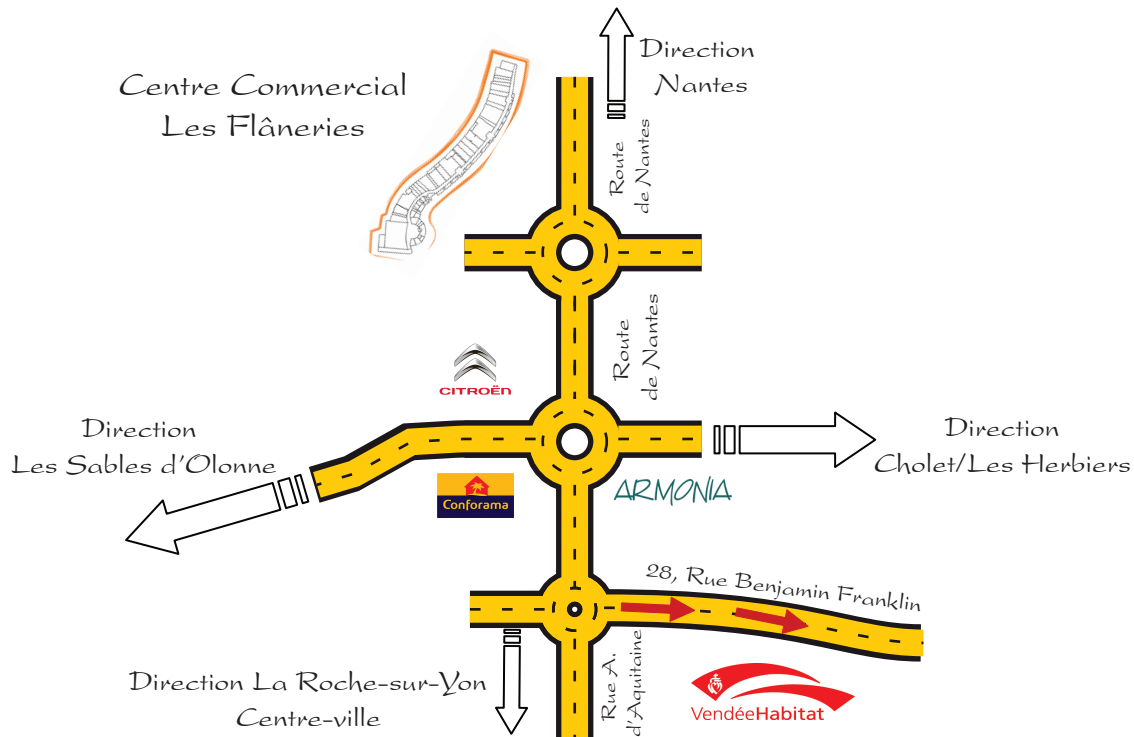 Direction
Nantes
Centre Commercial
Les Flâneries
Route
de Nantes
Route
de Nantes
CITROËN
Direction
Les Sables d'Olonne
Direction
Cholet/Les Herbiers
Conforama
ARMONIA
28, Rue Benjamin Franklin
Rue A.
d'Aquitaine
Direction La Roche-sur-Yon
Centre-ville
VendéeHabitat